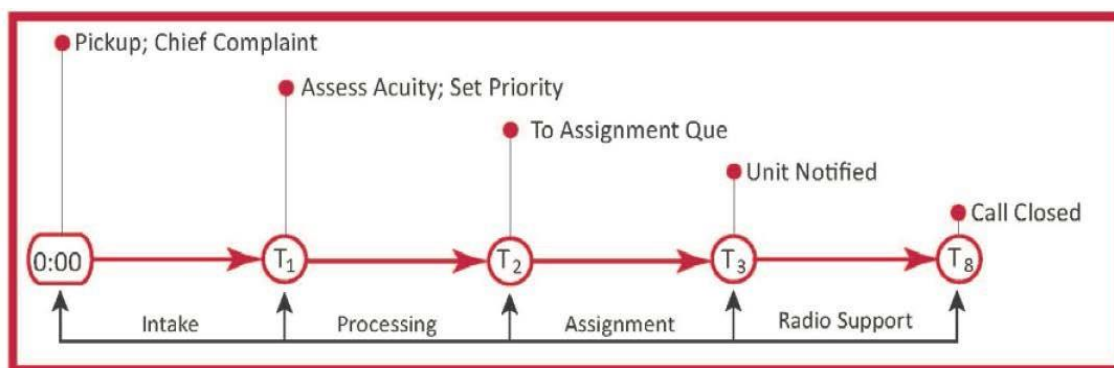 Pickup; Chief Complaint
Assess Acuity; Set Priority
To Assignment Que
Unit Notified
Call Closed
0:00
T₁
T₂
T₃
T₈
Intake
Processing
Assignment
Radio Support